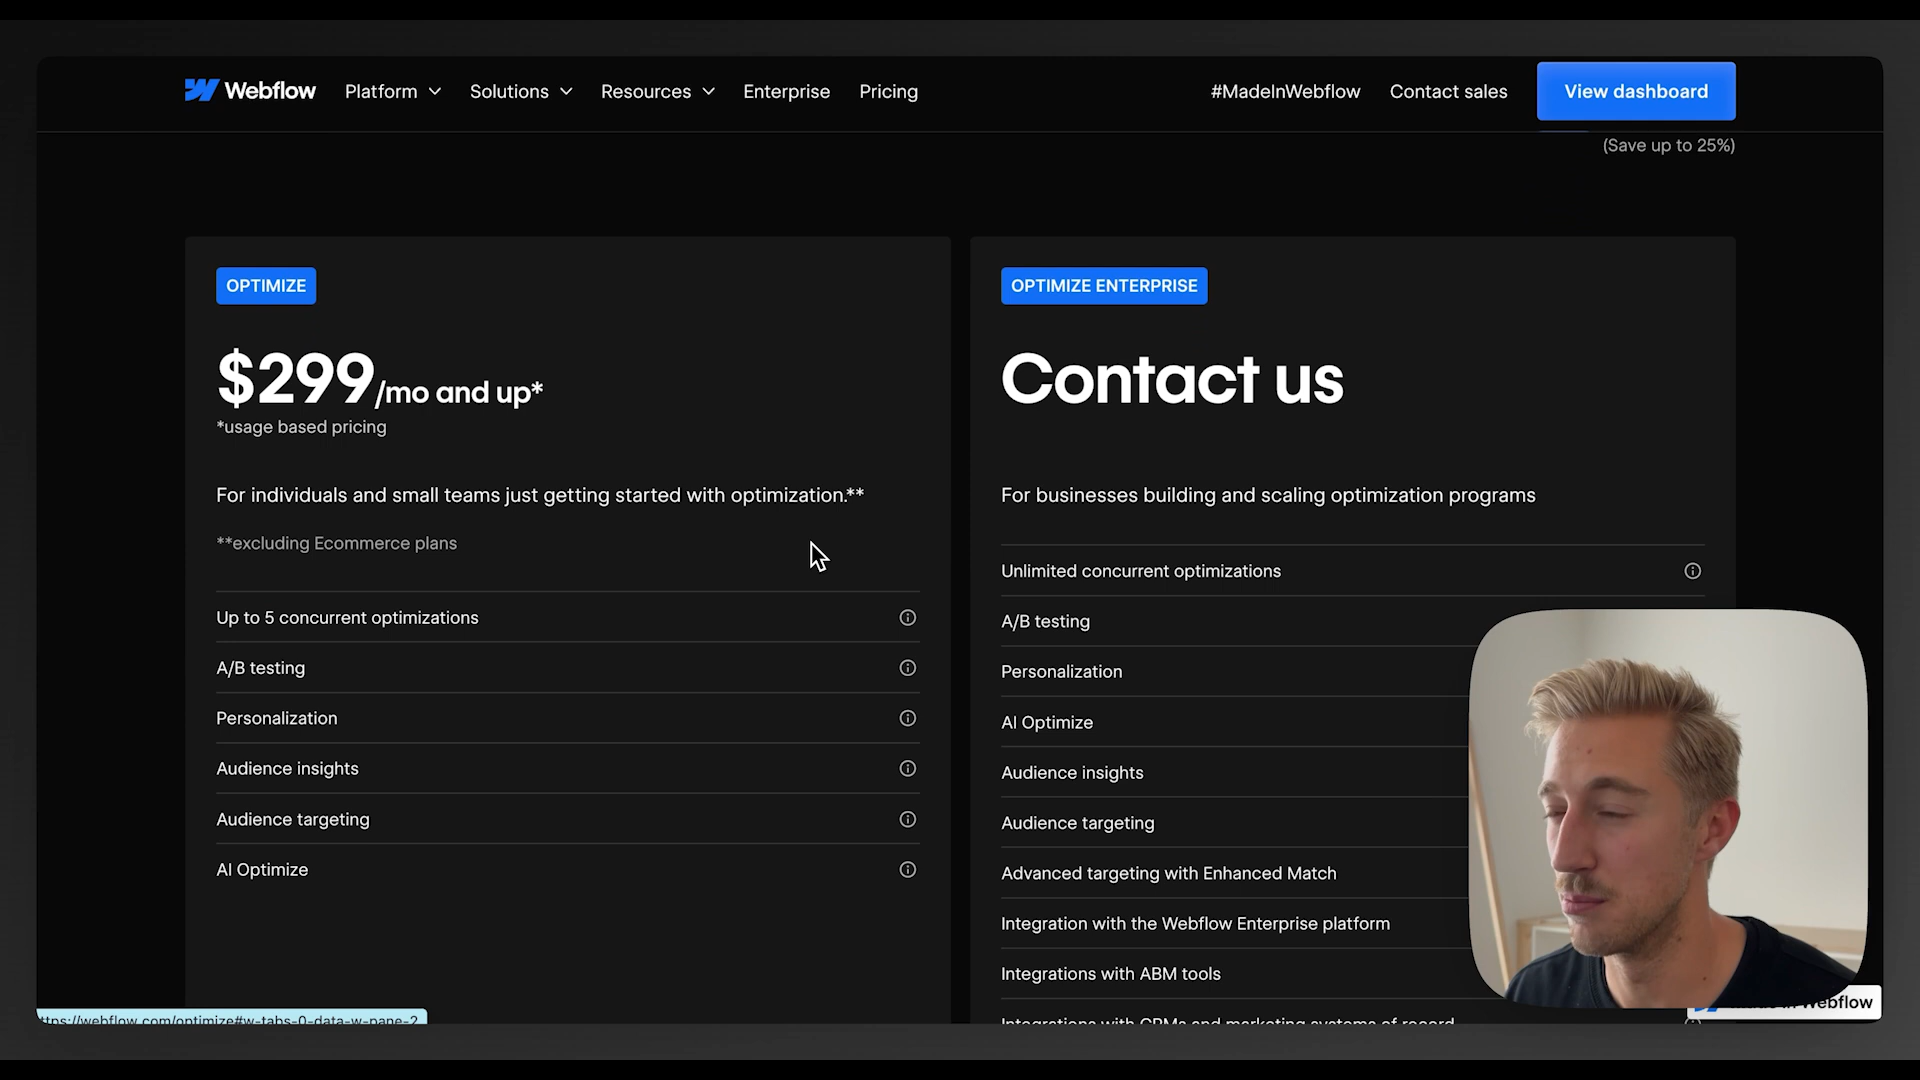 Webflow
Platform
Solutions
Resources
Enterprise
Pricing
#MadeInWebflow
Contact sales
View dashboard
(Save up to 25%)
OPTIMIZE
$299/mo and up*
*usage based pricing
For individuals and small teams just getting started with optimization.**
**excluding Ecommerce plans
Up to 5 concurrent optimizations
A/B testing
Personalization
Audience insights
Audience targeting
AI Optimize
OPTIMIZE ENTERPRISE
Contact us
For businesses building and scaling optimization programs
Unlimited concurrent optimizations
A/B testing
Personalization
AI Optimize
Audience insights
Audience targeting
Advanced targeting with Enhanced Match
Integration with the Webflow Enterprise platform
Integrations with ABM tools
Integrations with CRMs and marketing systems of record
ttps://webflow.com/optimize#w-tabs-0-data-w-pane-2
Webflow